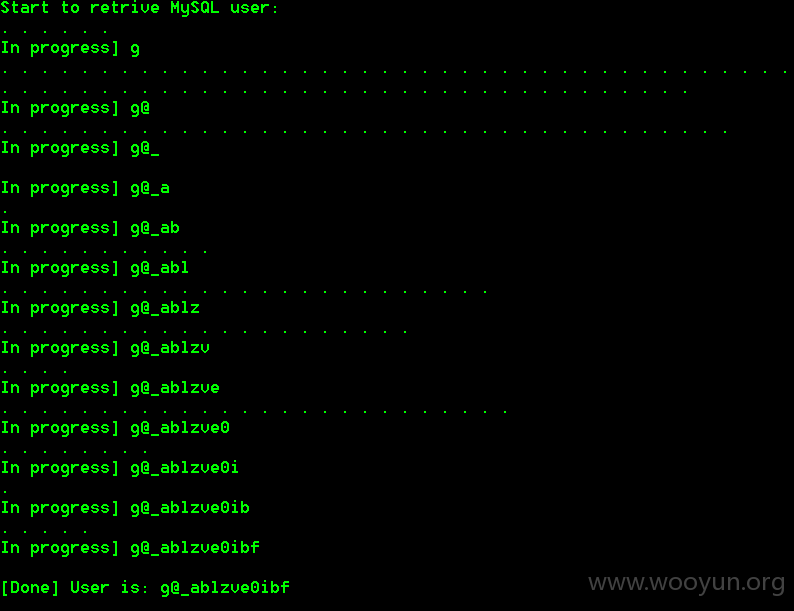 Start to retrive MySQL user:
. . . . . .
In progress] g
. . . . . . . . . . . . . . . . . . . . . . . . . . . . . . . . . . . . . . . .
. . . . . . . . . . . . . . . . . . . . . . . . . . . . . . . . . . .
In progress] g@
. . . . . . . . . . . . . . . . . . . . . . . . . . . . . . . . . . . . .
In progress] g@_
In progress] g@_a
.
In progress] g@_ab
. . . . . . . . . . .
In progress] g@_abl
. . . . . . . . . . . . . . . . . . . . . . . . .
In progress] g@_ablz
. . . . . . . . . . . . . . . . . . . . .
In progress] g@_ablzv
. . . .
In progress] g@_ablzve
. . . . . . . . . . . . . . . . . . . . . . . . . .
In progress] g@_ablzve0
. . . . . . . .
In progress] g@_ablzve0i
.
In progress] g@_ablzve0ib
. . . . .
In progress] g@_ablzve0ibf
[Done] User is: g@_ablzve0ibf
www.wooyun.org